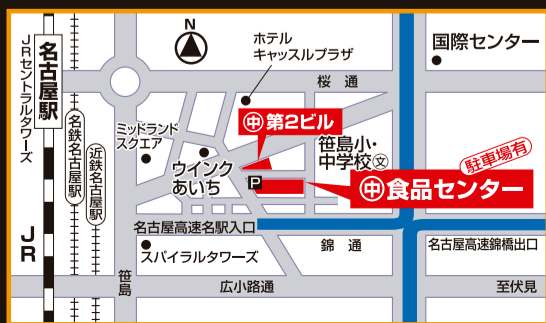 N
ホテル
キャッスルプラザ
国際センター
名古屋駅
JRセントラルタワーズ
桜通
㊥第2ビル
ミッドランド
スクエア
笹島小・
中学校文
駐車場有
名鉄名古屋駅
近鉄名古屋駅
ウインク
あいち
P
㊥食品センター
JR
名古屋高速名駅入口
錦通
名古屋高速錦橋出口
スパイラルタワーズ
笹島
広小路通
至伏見